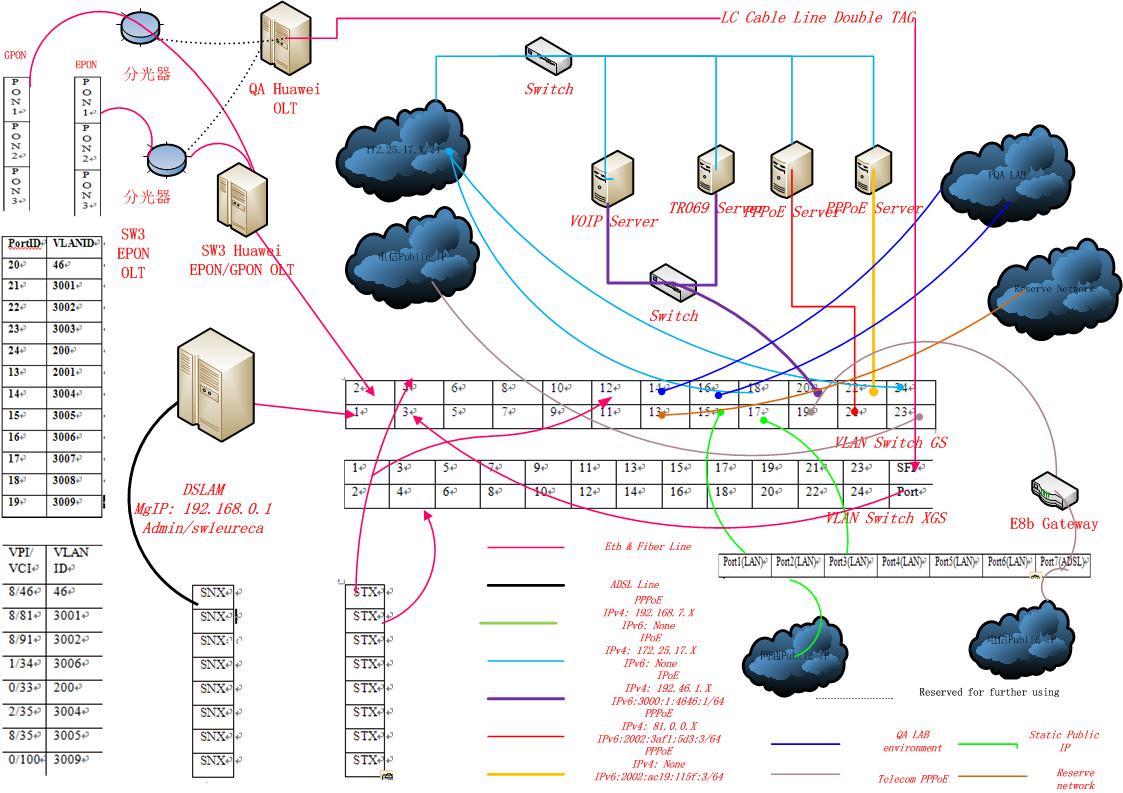 LC Cable Line Double TAG
GPON
EPON
PON1
PON2
PON3
PON1
PON2
PON3
分光器
分光器
QA Huawei
OLT
SW3
EPON
OLT
SW3 Huawei
EPON/GPON OLT
Switch
172.25.17.X/24
VOIP Server
TR069 Server
PPPoE Server
PPPoE Server
Switch
PQA LAB
电信Public IP
Reserve Network
PortID VLANID
20 46
21 3001
22 3002
23 3003
24 200
13 2001
14 3004
15 3005
16 3006
17 3007
18 3008
19 3009
2 4 6 8 10 12 14 16 18 20 22 24
1 3 5 7 9 11 13 15 17 19 21 23
VLAN Switch GS
1 3 5 7 9 11 13 15 17 19 21 23 SFP
2 4 6 8 10 12 14 16 18 20 22 24 Port
VLAN Switch XGS
DSLAM
MgIP: 192.168.0.1
Admin/sw1eureca
E8b Gateway
Port1(LAN) Port2(LAN) Port3(LAN) Port4(LAN) Port5(LAN) Port6(LAN) Port7(ADSL)
VPI/VCI VLAN ID
8/46 46
8/81 3001
8/91 3002
1/34 3006
0/33 200
2/35 3004
8/35 3005
0/100 3009
SNX
SNX
SNX
SNX
SNX
SNX
SNX
SNX
STX
STX
STX
STX
STX
STX
STX
STX
Eth & Fiber Line
ADSL Line
PPPoE
IPv4: 192.168.7.X
IPv6: None
IPoE
IPv4: 172.25.17.X
IPv6: None
IPoE
IPv4: 192.46.1.X
IPv6:3000:1:4646:1/64
PPPoE
IPv4: 81.0.0.X
IPv6:2002:3af1:5d3:3/64
PPPoE
IPv4: None
IPv6:2002:ac19:115f:3/64
网通Public IP
电信Public IP
Reserved for further using
QA LAB
environment
Static Public
IP
Telecom PPPoE
Reserve
network